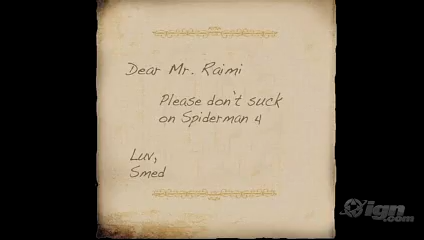 Dear Mr. Raimi
Please don't suck
on Spiderman 4
Luv,
Smed
ign.com